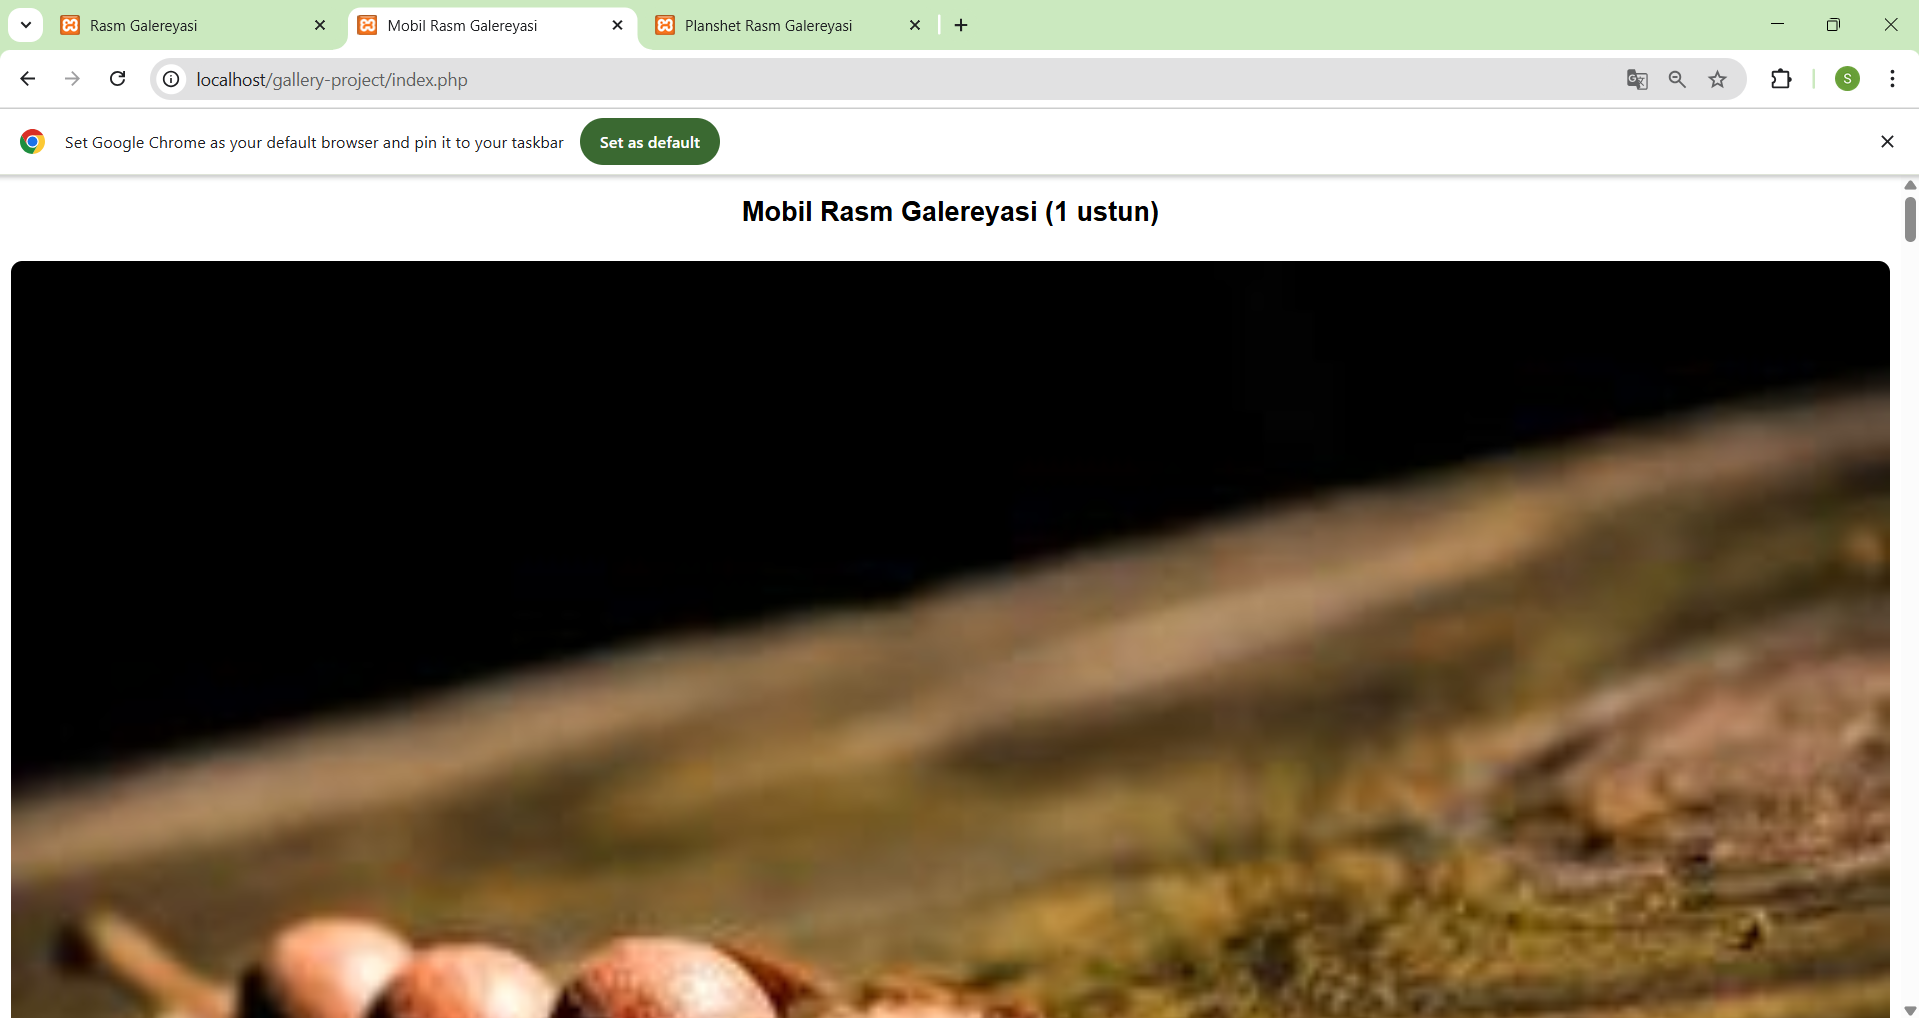 Rasm Galereyasi
Mobil Rasm Galereyasi
Planshet Rasm Galereyasi
localhost/gallery-project/index.php
S
Set Google Chrome as your default browser and pin it to your taskbar
Set as default
Mobil Rasm Galereyasi (1 ustun)